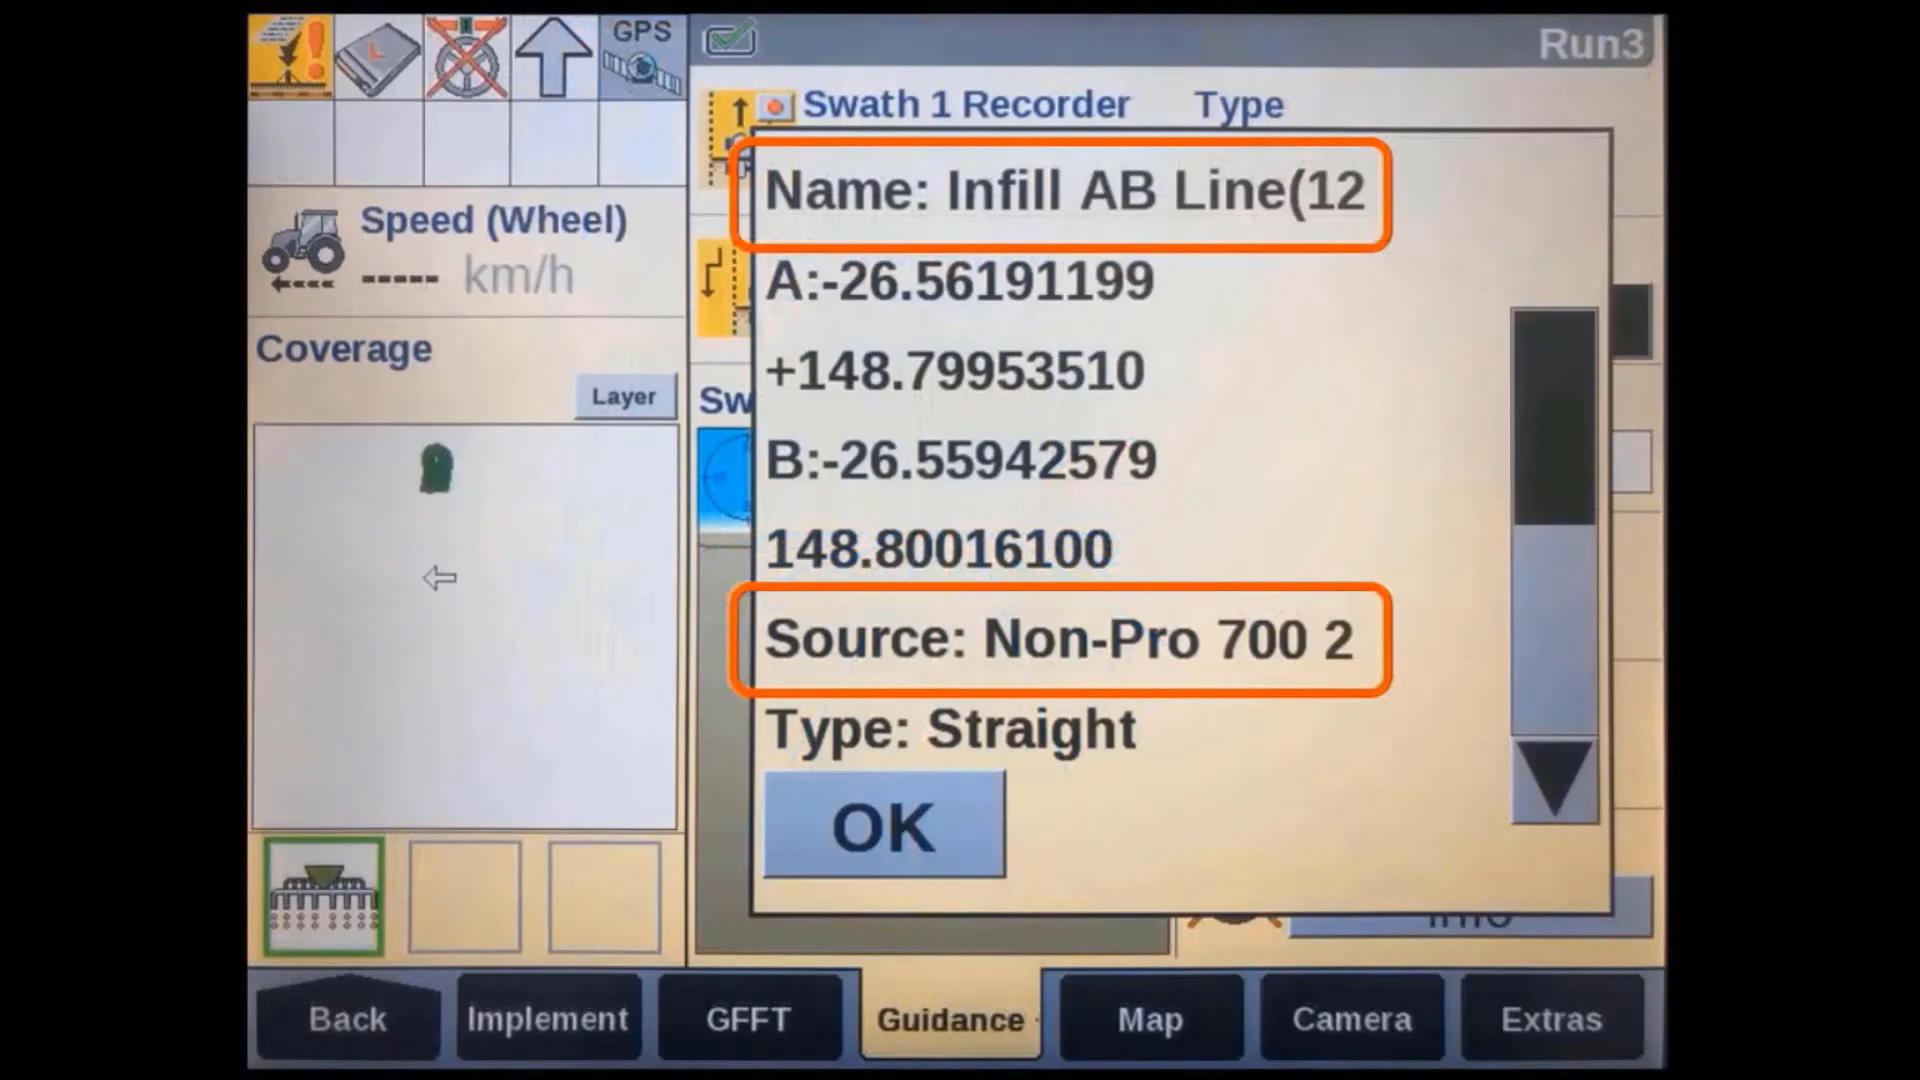 GPS
Run3
Swath 1 Recorder
Type
Speed (Wheel)
----- km/h
Coverage
Layer
Sw
Name: Infill AB Line(12
A:-26.56191199
+148.79953510
B:-26.55942579
148.80016100
Source: Non-Pro 700 2
Type: Straight
OK
Info
Back
Implement
GFFT
Guidance
Map
Camera
Extras